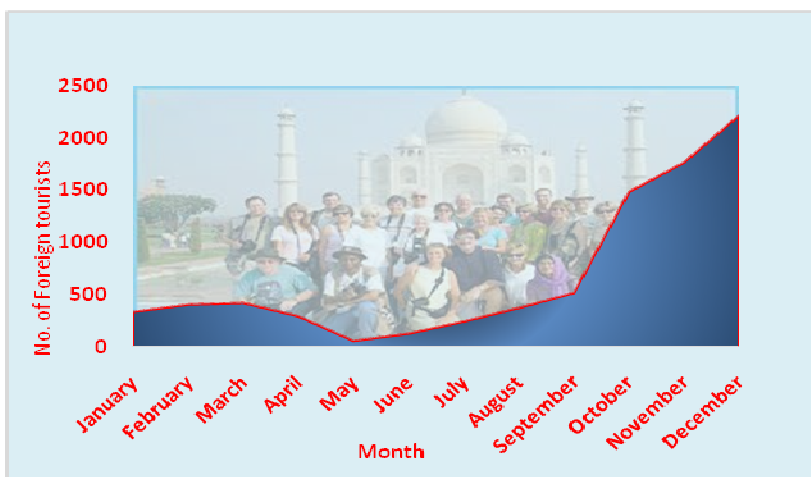 No. of Foreign tourists
2500
2000
1500
1000
500
0
January
February
March
April
May
June
July
August
September
October
November
December
Month